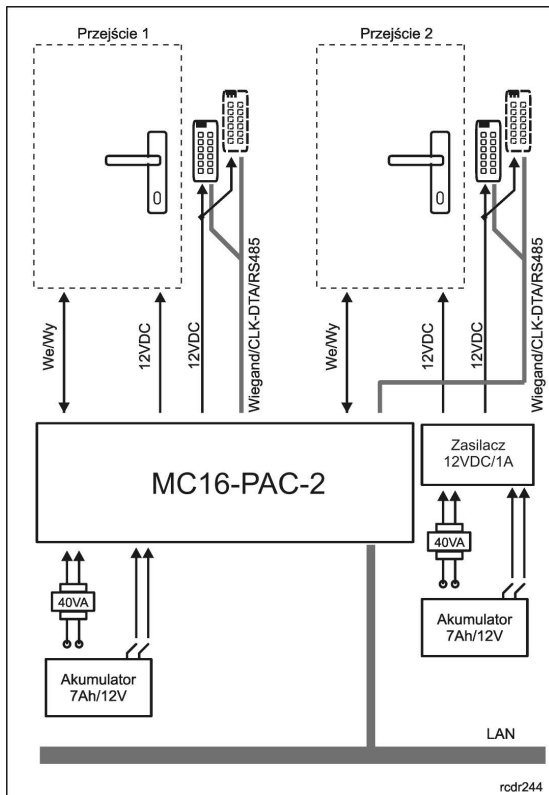 Przejście 1
Przejście 2
We/Wy
12VDC
12VDC
Wiegand/CLK-DTA/RS485
We/Wy
12VDC
12VDC
Wiegand/CLK-DTA/RS485
MC16-PAC-2
Zasilacz
12VDC/1A
40VA
40VA
Akumulator
7Ah/12V
Akumulator
7Ah/12V
LAN
rcdr244